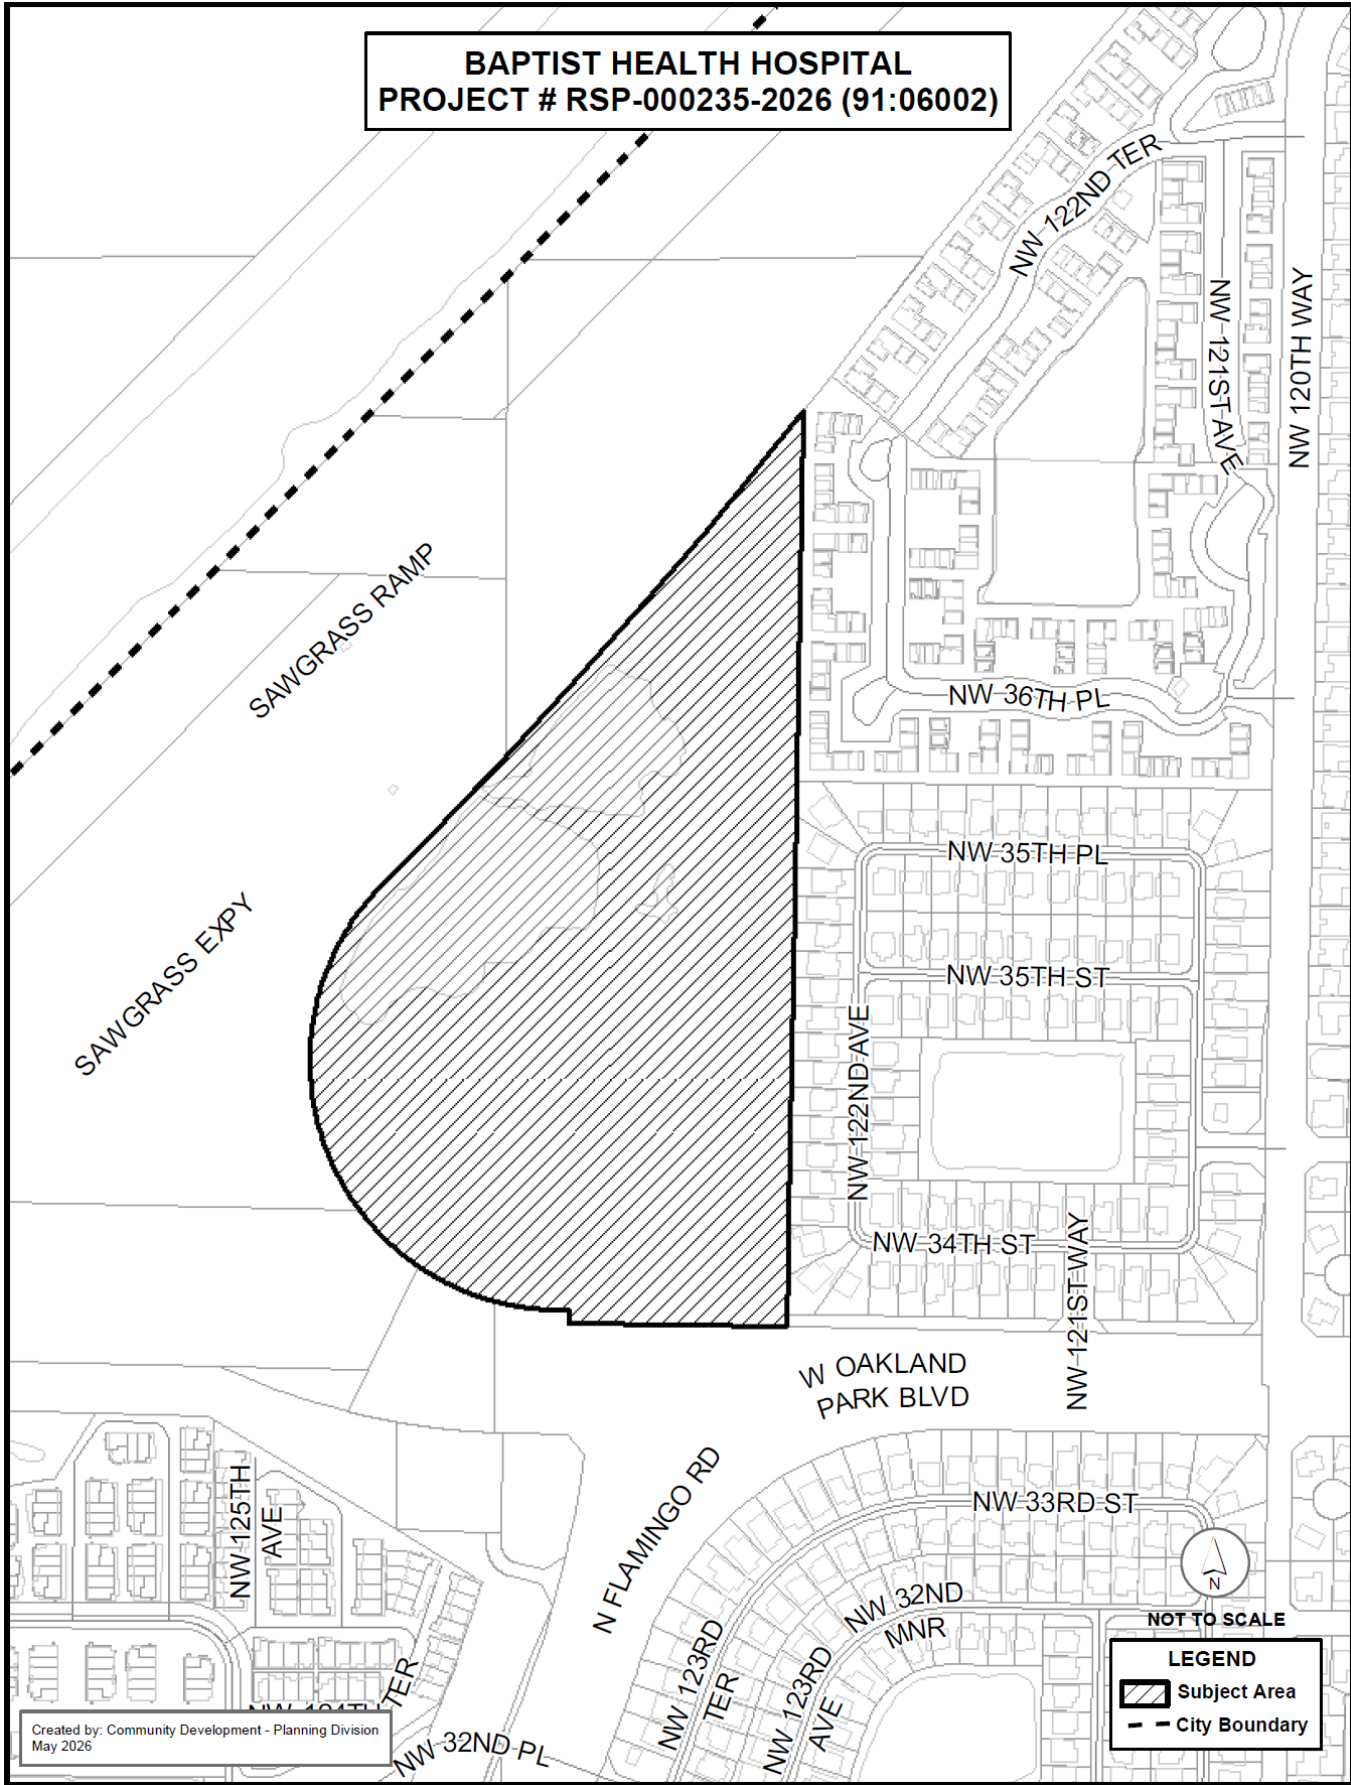 BAPTIST HEALTH HOSPITAL
PROJECT # RSP-000235-2026 (91:06002)
NW 122ND TER
NW 121ST AVE
NW 120TH WAY
SAWGRASS RAMP
NW 36TH PL
NW 35TH PL
SAWGRASS EXPY
NW 35TH ST
NW 122ND AVE
NW 34TH ST
NW 121ST WAY
W OAKLAND
PARK BLVD
N FLAMINGO RD
NW 125TH
AVE
NW 33RD ST
NW 32ND
MNR
NW 123RD
TER
NW 123RD
AVE
NW 124TH TER
NW 32ND PL
N
NOT TO SCALE
LEGEND
Subject Area
City Boundary
Created by: Community Development - Planning Division
May 2026